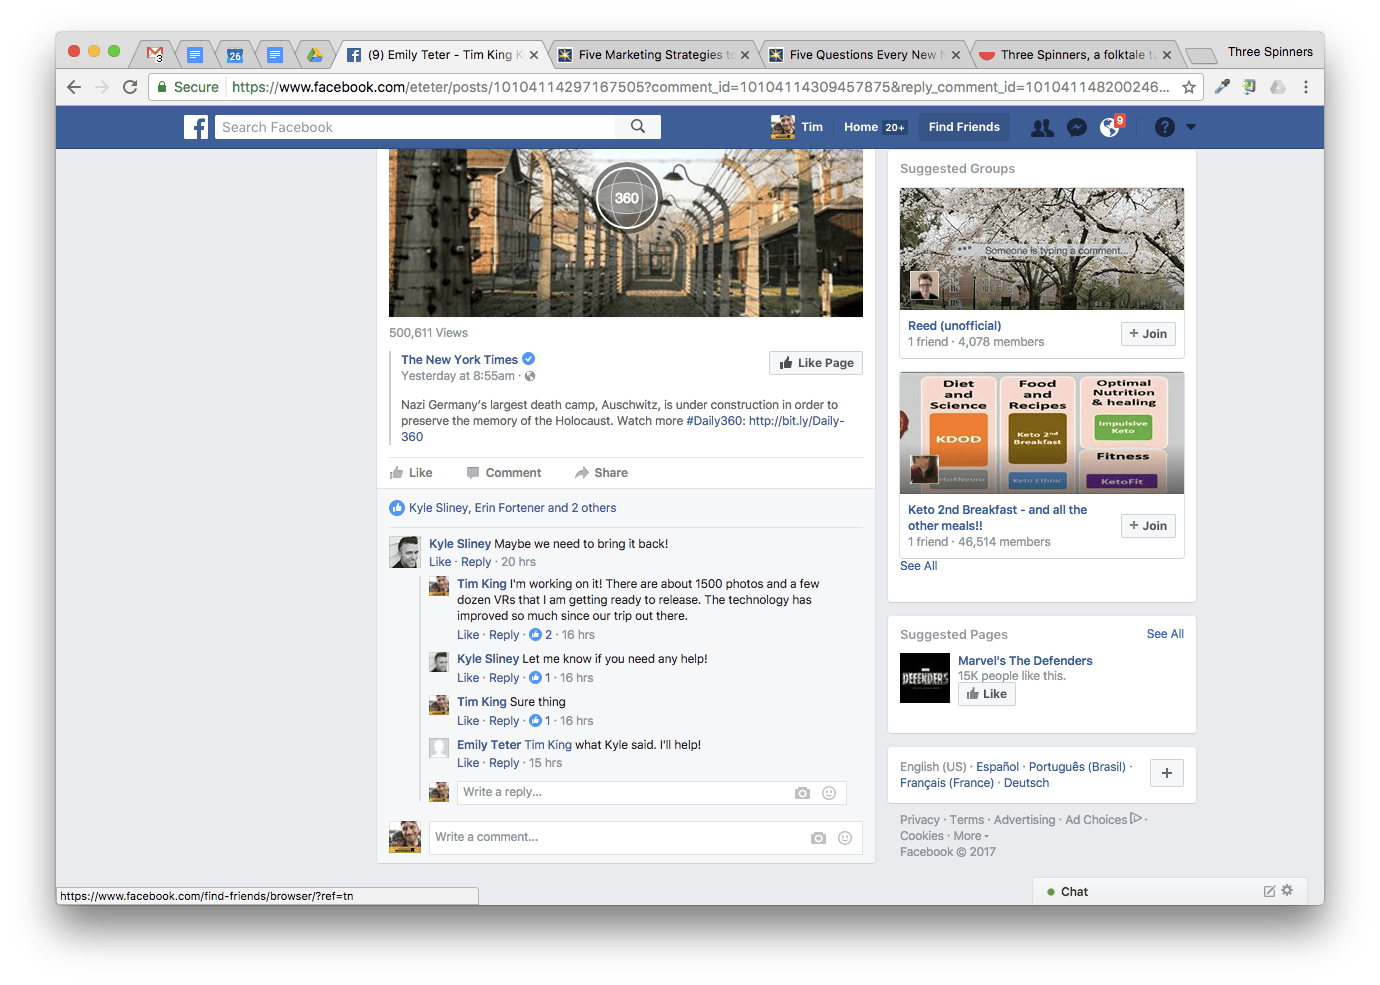 3
26
(9) Emily Teter - Tim King K
Five Marketing Strategies to
Five Questions Every New N
Three Spinners, a folktale tu
Three Spinners
Secure
https://www.facebook.com/eteter/posts/10104114297167505?comment_id=10104114309457875&reply_comment_id=101041148200246...
Search Facebook
Tim
Home 20+
Find Friends
9
360
500,611 Views
The New York Times
Yesterday at 8:55am ·
Like Page
Nazi Germany's largest death camp, Auschwitz, is under construction in order to
preserve the memory of the Holocaust. Watch more #Daily360: http://bit.ly/Daily-
360
Like
Comment
Share
Kyle Sliney, Erin Fortener and 2 others
Kyle Sliney Maybe we need to bring it back!
Like · Reply · 20 hrs
Tim King I'm working on it! There are about 1500 photos and a few
dozen VRs that I am getting ready to release. The technology has
improved so much since our trip out there.
Like · Reply · 2 · 16 hrs
Kyle Sliney Let me know if you need any help!
Like · Reply · 1 · 16 hrs
Tim King Sure thing
Like · Reply · 1 · 16 hrs
Emily Teter Tim King what Kyle said. I'll help!
Like · Reply · 15 hrs
Write a reply...
Write a comment...
Suggested Groups
Someone is typing a comment...
Reed (unofficial)
1 friend · 4,078 members
+ Join
Diet
and
Science
Food
and
Recipes
Optimal
Nutrition
& healing
KDOD
Keto 2nd
Breakfast
Impulsive
Keto
Fitness
Keto4Neuro
Keto Ethnic
KetoFit
Keto 2nd Breakfast - and all the
other meals!!
1 friend · 46,514 members
+ Join
See All
Suggested Pages
See All
DEFENDERS
Marvel's The Defenders
15K people like this.
Like
English (US) · Español · Português (Brasil) ·
Français (France) · Deutsch
+
Privacy · Terms · Advertising · Ad Choices ·
Cookies · More
Facebook © 2017
https://www.facebook.com/find-friends/browser/?ref=tn
Chat